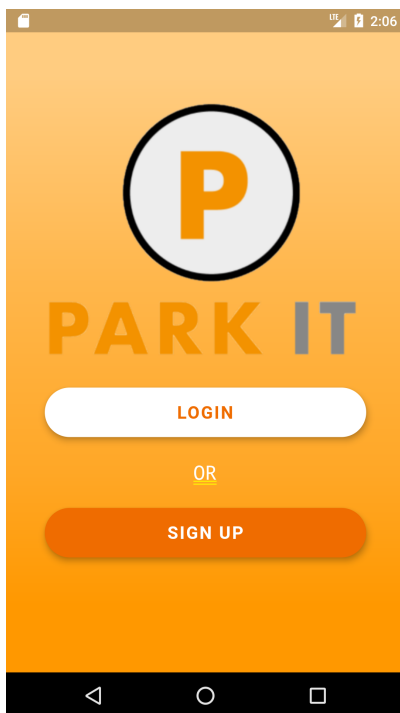 LTE 2:06
P
PARK IT
LOGIN
OR
SIGN UP